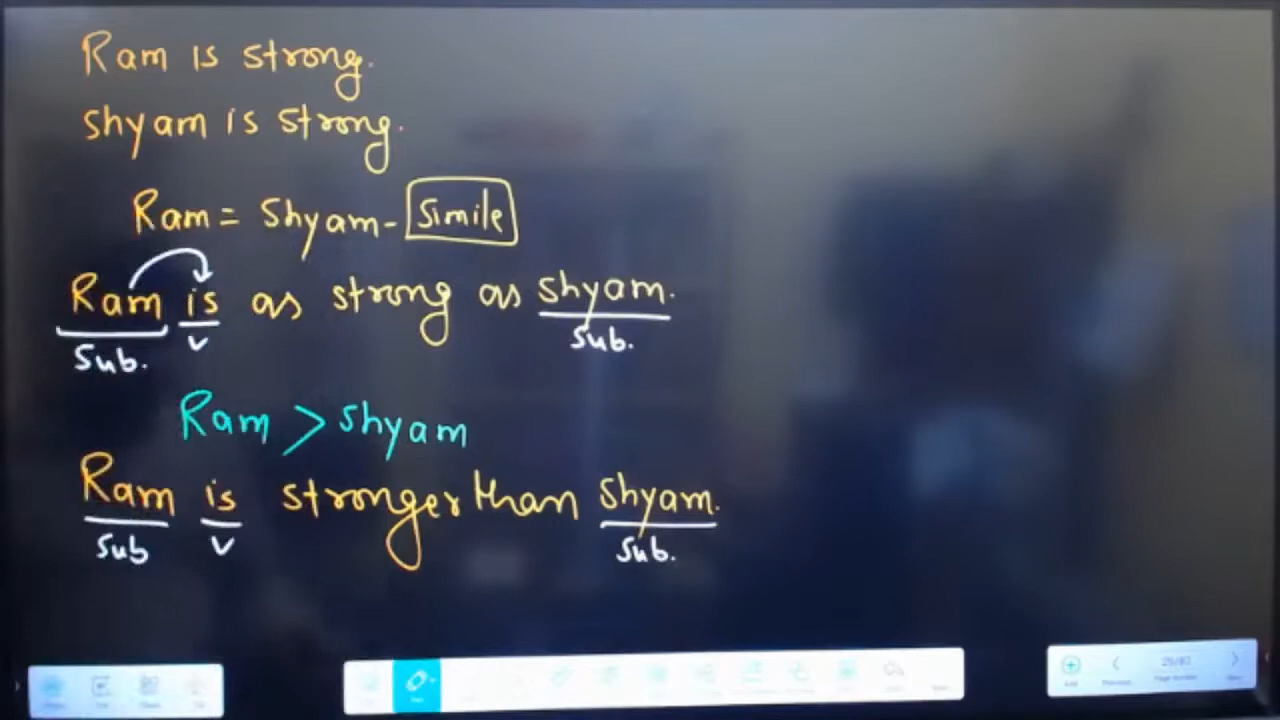 Ram is strong.
shyam is strong.
Ram = Shyam - Simile
Ram is as strong as shyam.
Sub. v Sub.
Ram > shyam
Ram is stronger than shyam.
Sub v Sub.